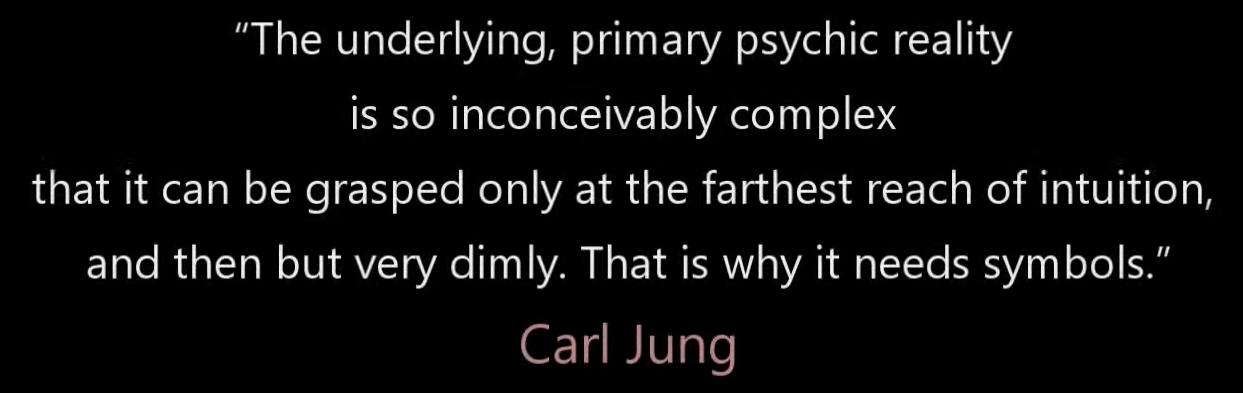 “The underlying, primary psychic reality
is so inconceivably complex
that it can be grasped only at the farthest reach of intuition,
and then but very dimly. That is why it needs symbols.”
Carl Jung